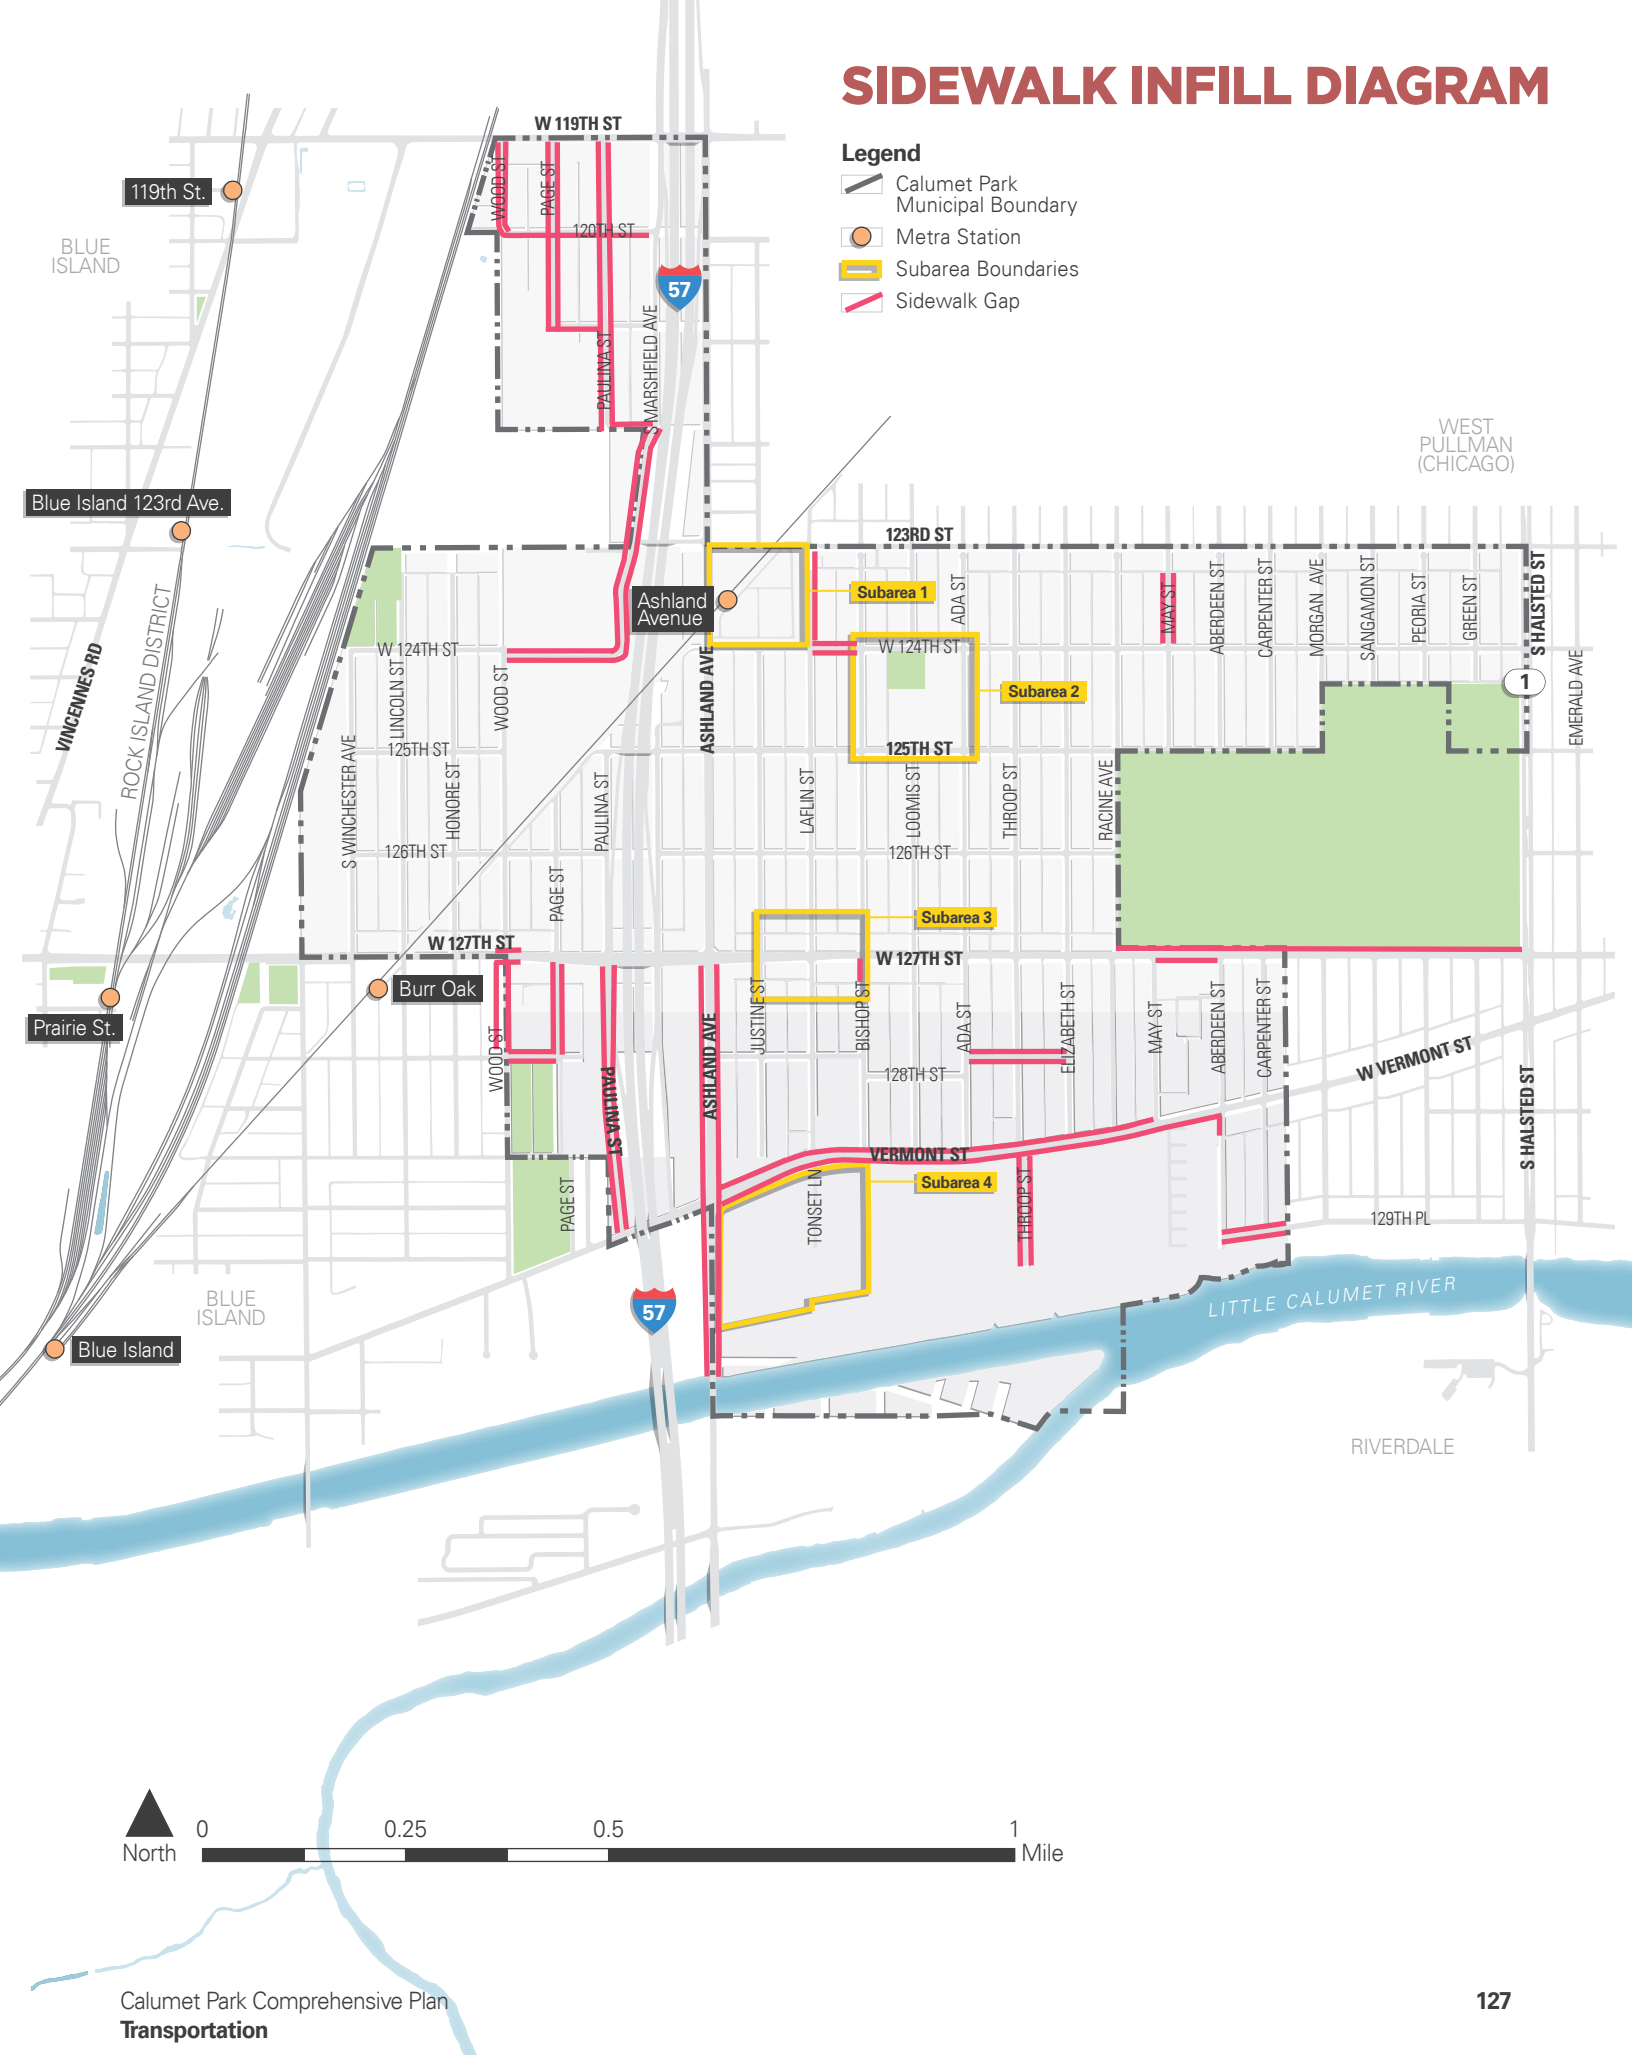 SIDEWALK INFILL DIAGRAM
Legend
Calumet Park
Municipal Boundary
Metra Station
Subarea Boundaries
Sidewalk Gap
W 119TH ST
WOOD ST
PAGE ST
120TH ST
119th St.
BLUE
ISLAND
57
PAULINA ST
S MARSHFIELD AVE
WEST
PULLMAN
(CHICAGO)
Blue Island 123rd Ave.
123RD ST
Ashland
Avenue
Subarea 1
ADA ST
MAY ST
ABERDEEN ST
CARPENTER ST
MORGAN AVE
SANGAMON ST
PEORIA ST
GREEN ST
S HALSTED ST
1
EMERALD AVE
W 124TH ST
W 124TH ST
Subarea 2
VINCENNES RD
ROCK ISLAND DISTRICT
LINCOLN ST
WOOD ST
ASHLAND AVE
125TH ST
125TH ST
S WINCHESTER AVE
HONORE ST
PAULINA ST
LAFLIN ST
LOOMIS ST
THROOP ST
RACINE AVE
126TH ST
126TH ST
PAGE ST
Subarea 3
W 127TH ST
W 127TH ST
Burr Oak
Prairie St.
WOOD ST
PAULINA ST
ASHLAND AVE
JUSTINE ST
BISHOP ST
ADA ST
ELIZABETH ST
MAY ST
ABERDEEN ST
CARPENTER ST
W VERMONT ST
S HALSTED ST
128TH ST
VERMONT ST
Subarea 4
PAGE ST
TONSET LN
THROOP ST
129TH PL
BLUE
ISLAND
57
LITTLE CALUMET RIVER
Blue Island
RIVERDALE
North
0
0.25
0.5
1
Mile
Calumet Park Comprehensive Plan
Transportation
127